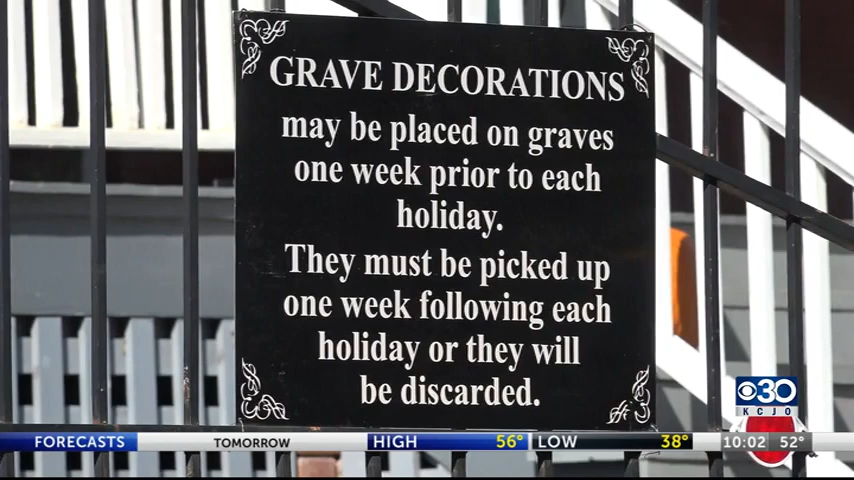 GRAVE DECORATIONS
may be placed on graves
one week prior to each
holiday.
They must be picked up
one week following each
holiday or they will
be discarded.
30
KCJO
FORECASTS TOMORROW HIGH 56° LOW 38° 10:02 52°